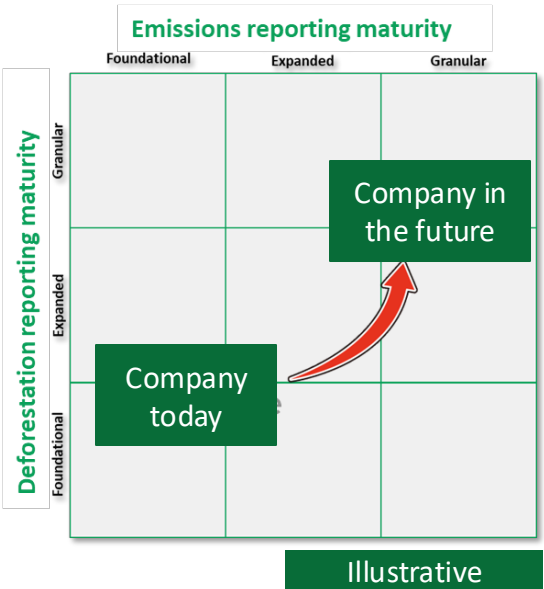 Emissions reporting maturity
Foundational
Expanded
Granular
Deforestation reporting maturity
Granular
Expanded
Foundational
Company in
the future
Company
today
Illustrative